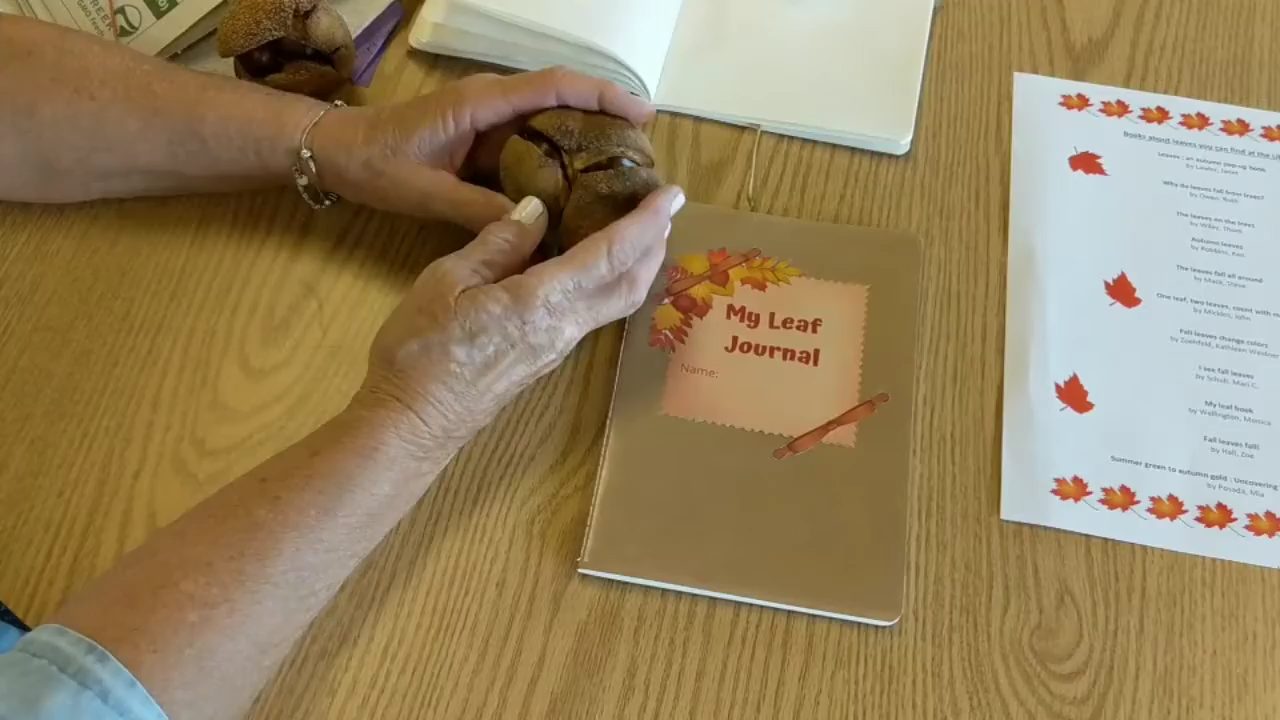 My Leaf
Journal
Name:
Books about leaves you can find at the
Leaves : an autumn pop-up book
by Lawler, Janet
Why do leaves fall from trees?
by Owen, Ruth
The leaves on the trees
by Wiley, Thom
Autumn leaves
by Robbins, Ken
The leaves fall all around
by Mack, Steve
One leaf, two leaves, count with
by Micklos, John
Fall leaves change colors
by Zoehfeld, Kathleen
I see fall leaves
by Schuh, Mari C.
My leaf book
by Wellington, Monica
Fall leaves fall!
by Hall, Zoe
Summer green to autumn gold : Uncovering
by Posada, Mia